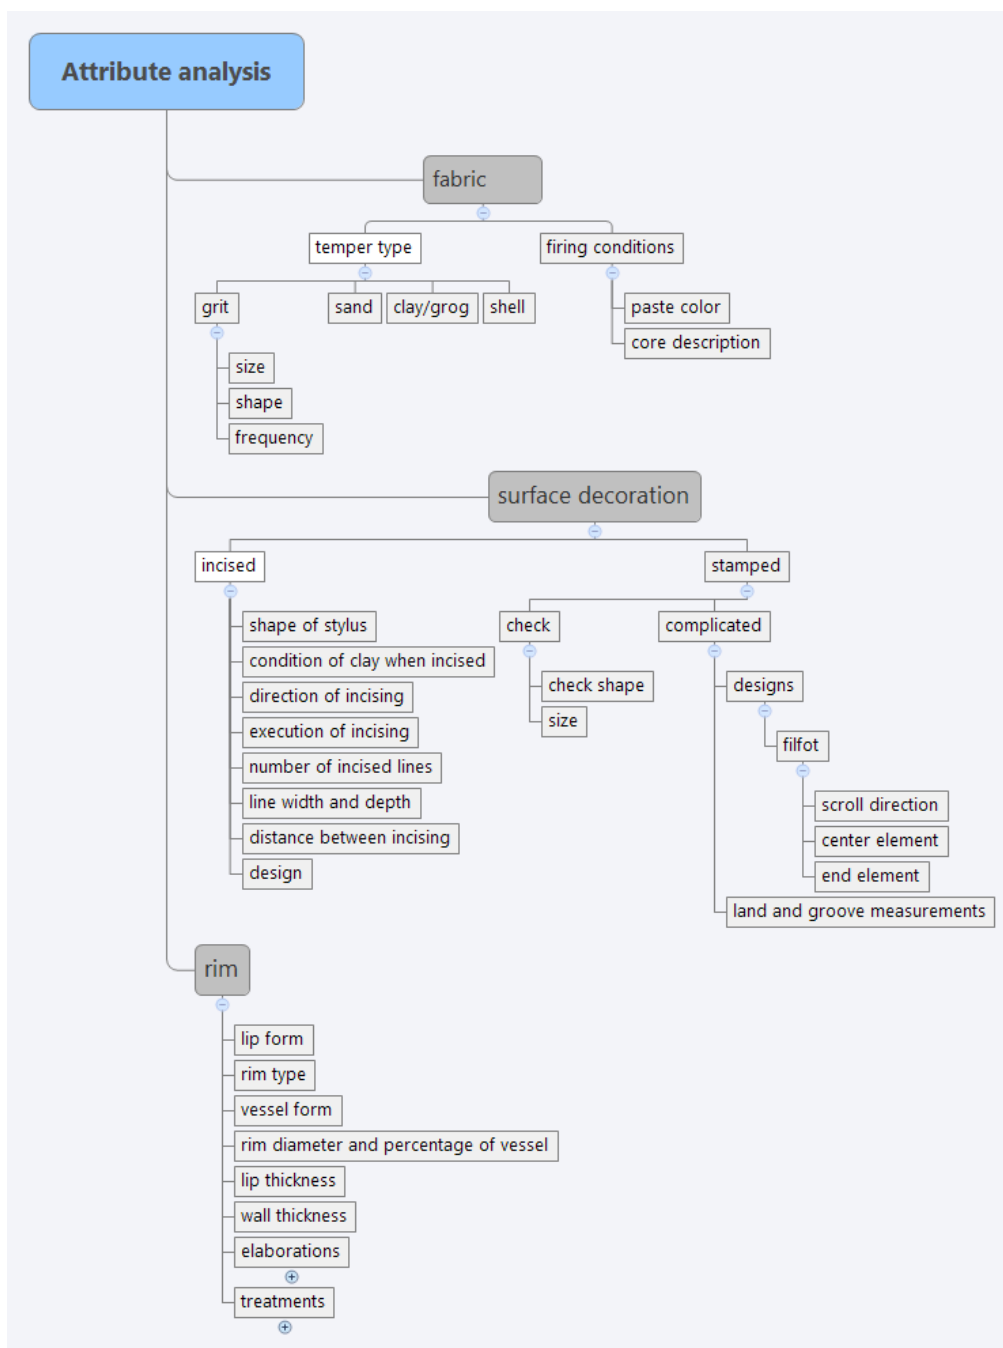 Attribute analysis
fabric
temper type
firing conditions
grit
sand
clay/grog
shell
paste color
core description
size
shape
frequency
surface decoration
incised
stamped
shape of stylus
condition of clay when incised
direction of incising
execution of incising
number of incised lines
line width and depth
distance between incising
design
check
complicated
check shape
size
designs
filfot
scroll direction
center element
end element
land and groove measurements
rim
lip form
rim type
vessel form
rim diameter and percentage of vessel
lip thickness
wall thickness
elaborations
treatments